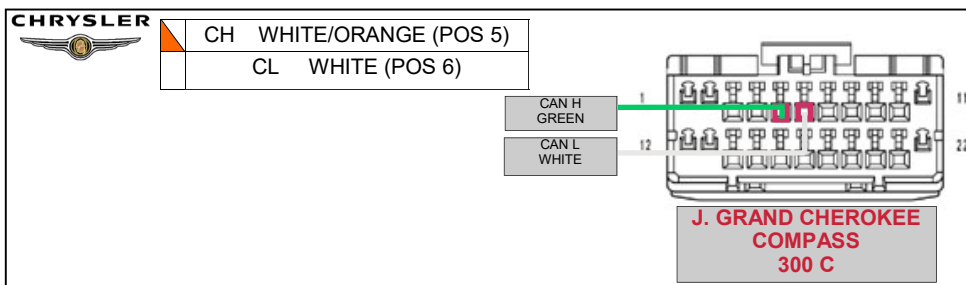 CHRYSLER
CH WHITE/ORANGE (POS 5)
CL WHITE (POS 6)
CAN H
GREEN
CAN L
WHITE
1
11
12
22
J. GRAND CHEROKEE
COMPASS
300 C